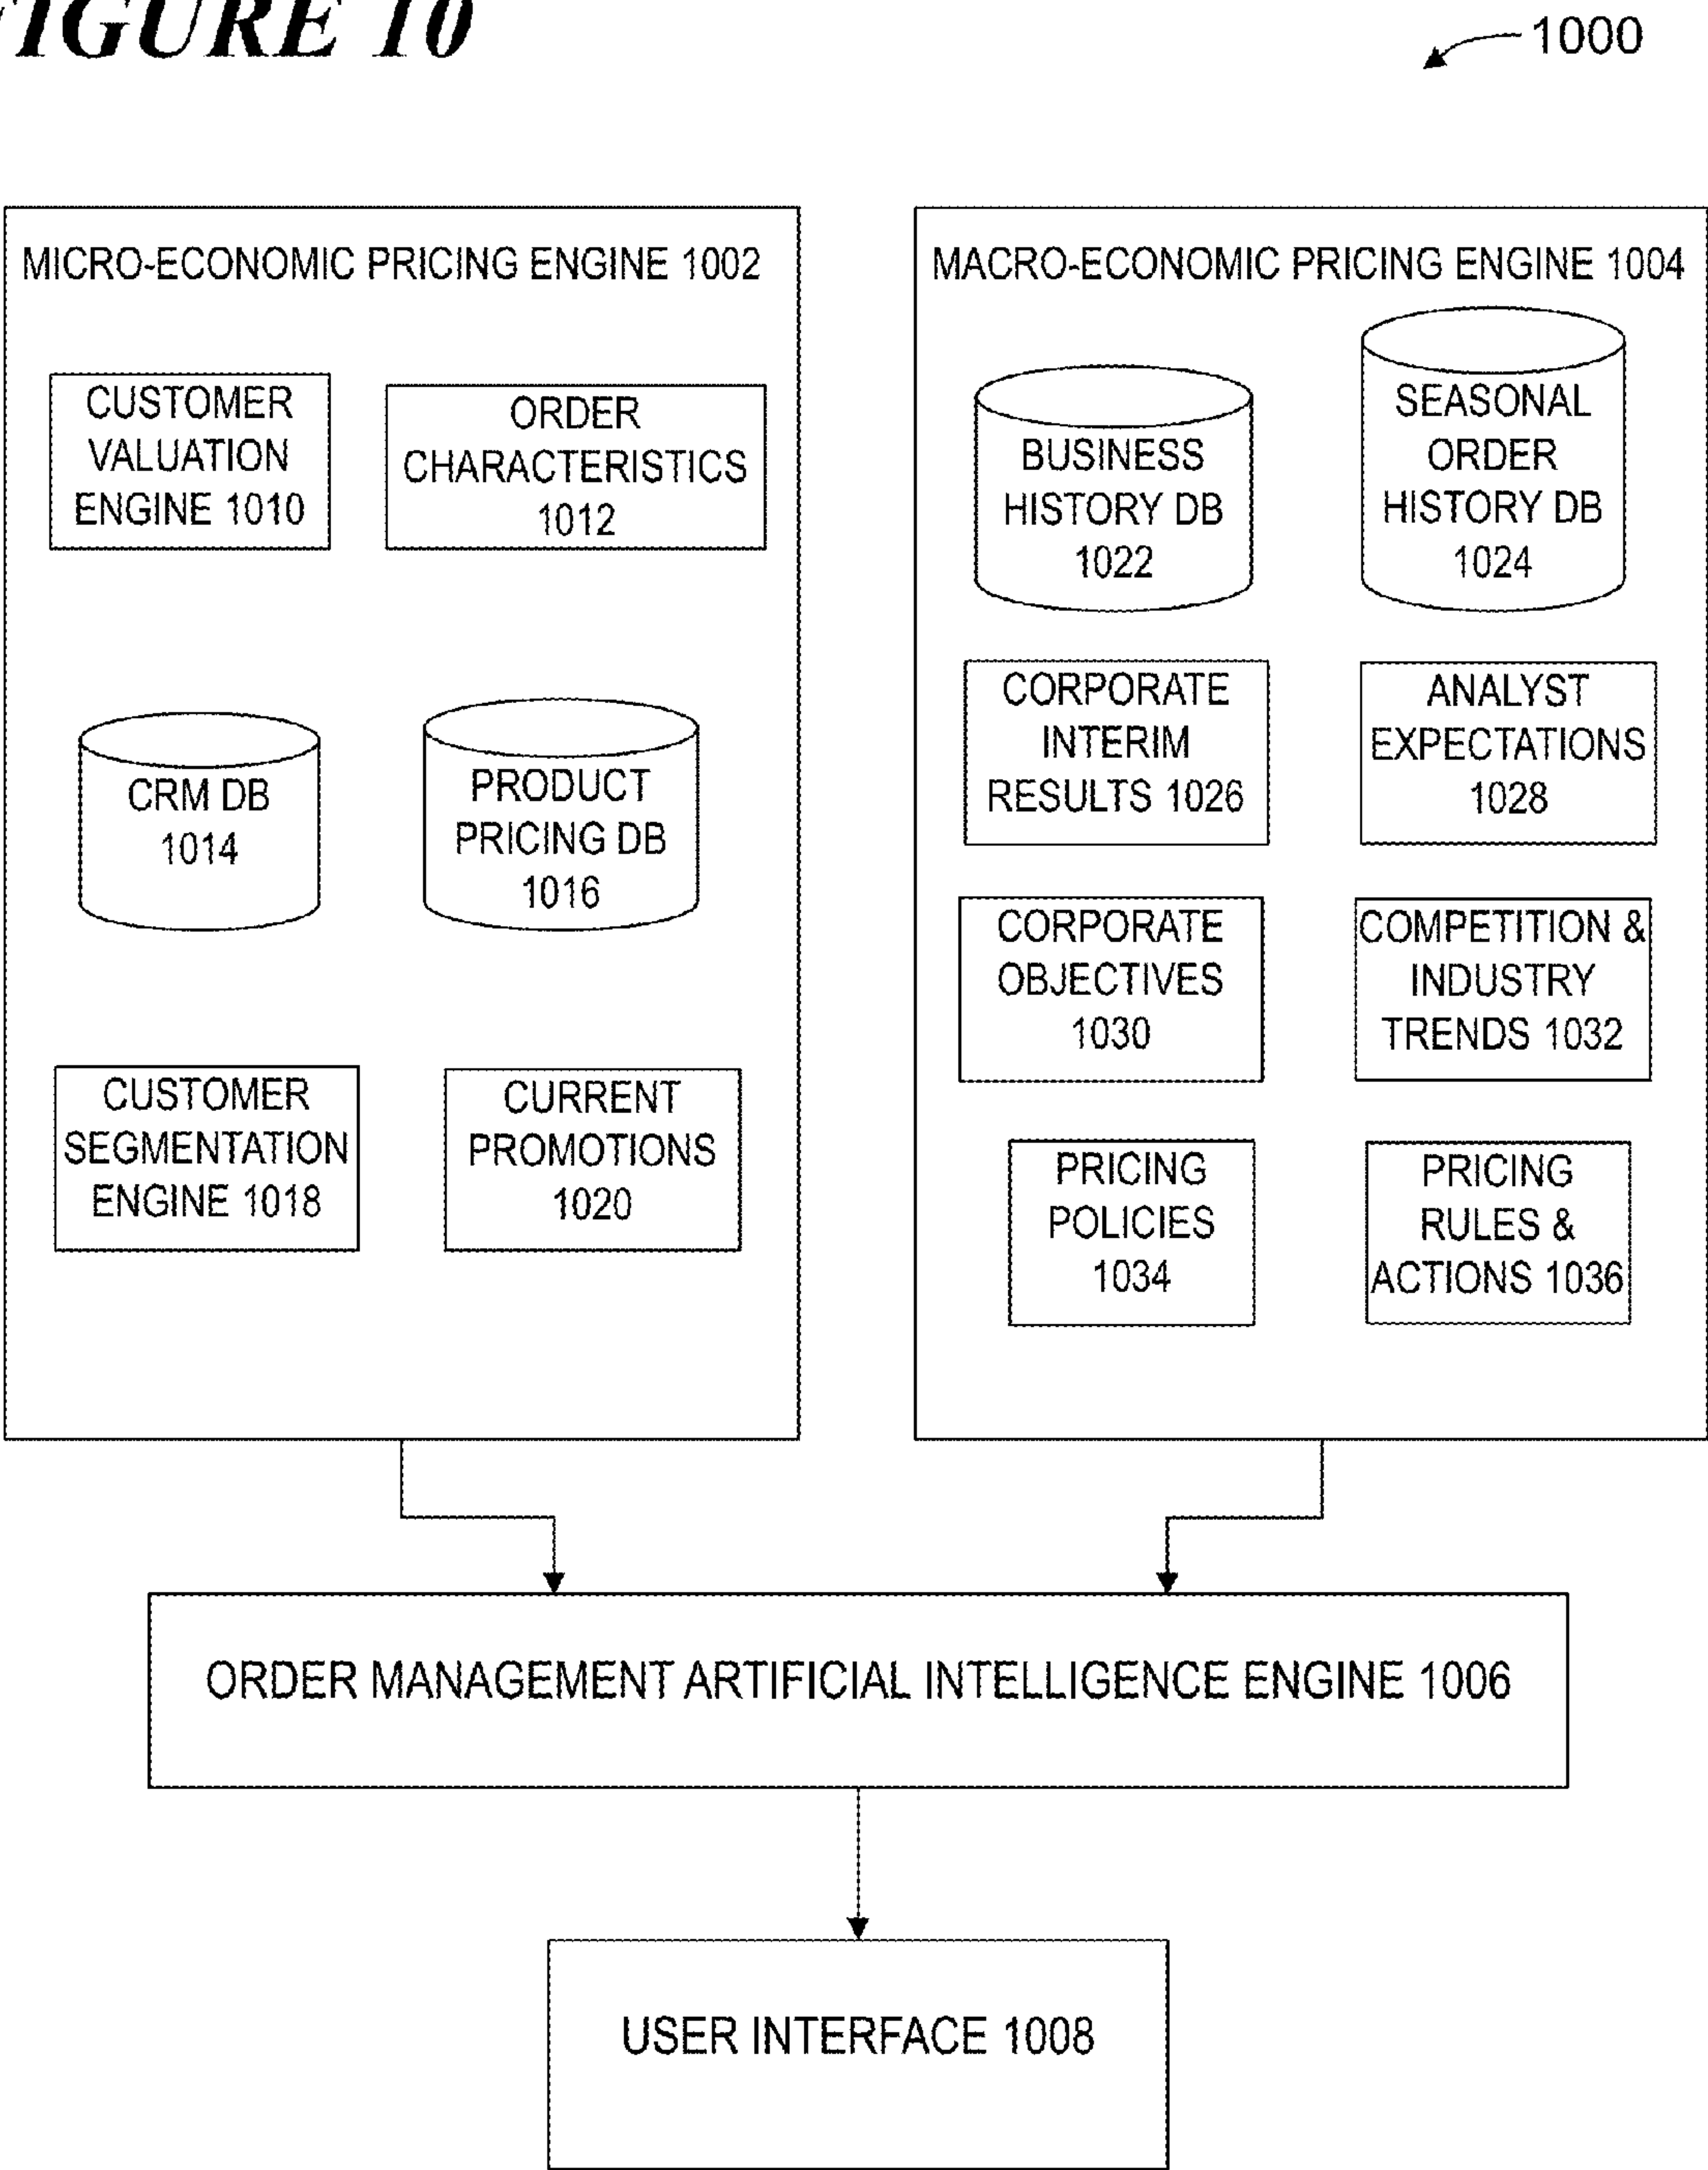 FIGURE 10
1000
MICRO-ECONOMIC PRICING ENGINE 1002
CUSTOMER
VALUATION
ENGINE 1010
ORDER
CHARACTERISTICS
1012
CRM DB
1014
PRODUCT
PRICING DB
1016
CUSTOMER
SEGMENTATION
ENGINE 1018
CURRENT
PROMOTIONS
1020
MACRO-ECONOMIC PRICING ENGINE 1004
BUSINESS
HISTORY DB
1022
SEASONAL
ORDER
HISTORY DB
1024
CORPORATE
INTERIM
RESULTS 1026
ANALYST
EXPECTATIONS
1028
CORPORATE
OBJECTIVES
1030
COMPETITION &
INDUSTRY
TRENDS 1032
PRICING
POLICIES
1034
PRICING
RULES &
ACTIONS 1036
ORDER MANAGEMENT ARTIFICIAL INTELLIGENCE ENGINE 1006
USER INTERFACE 1008